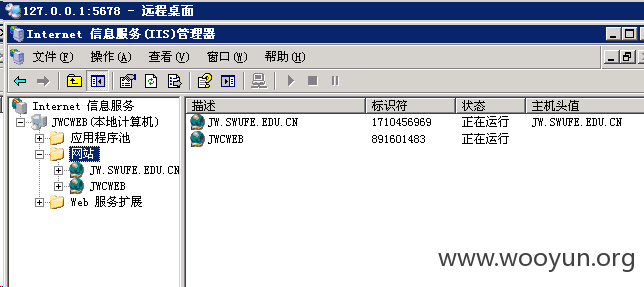 127.0.0.1:5678 - 远程桌面
Internet 信息服务(IIS)管理器
文件(F) 操作(A) 查看(V) 窗口(W) 帮助(H)
Internet 信息服务
JWCWEB(本地计算机)
应用程序池
网站
JW.SWUFE.EDU.CN
JWCWEB
Web 服务扩展
描述 标识符 状态 主机头值
JW.SWUFE.EDU.CN 1710456969 正在运行 JW.SWUFE.EDU.CN
JWCWEB 891601483 正在运行
www.wooyun.org